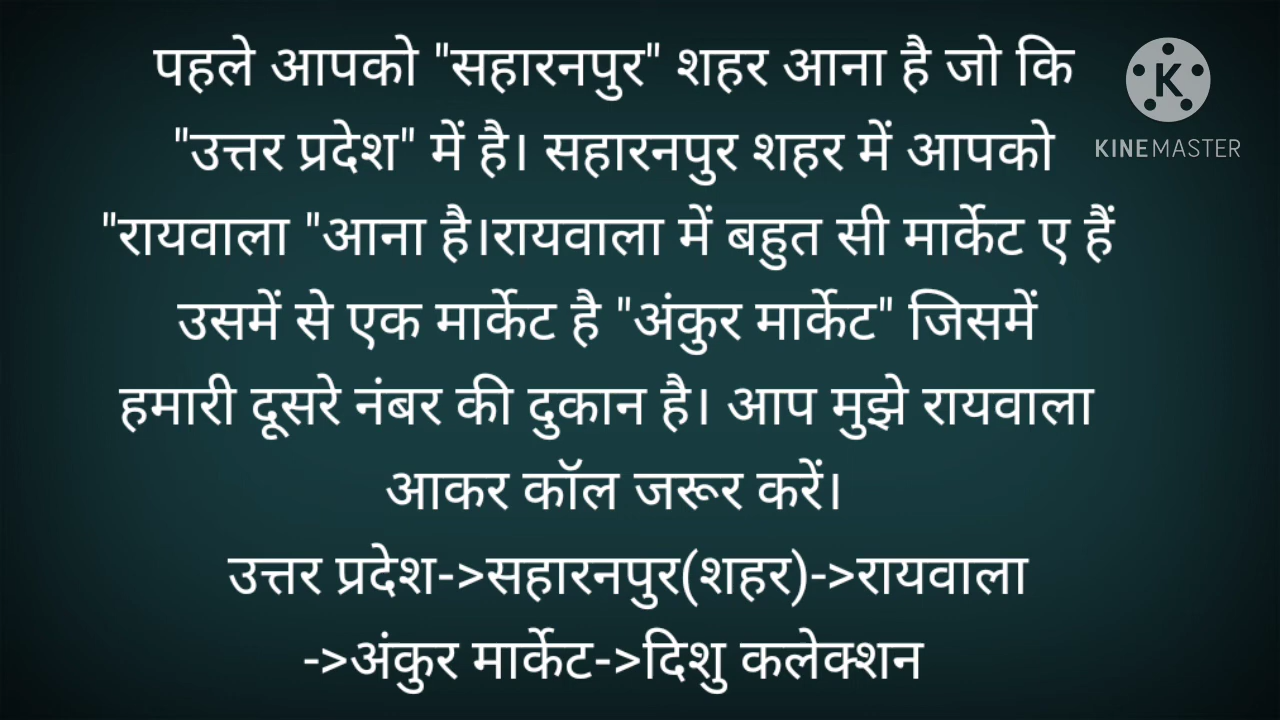 पहले आपको "सहारनपुर" शहर आना है जो कि
"उत्तर प्रदेश" में है। सहारनपुर शहर में आपको
"रायवाला "आना है।रायवाला में बहुत सी मार्केट ए हैं
उसमें से एक मार्केट है "अंकुर मार्केट" जिसमें
हमारी दूसरे नंबर की दुकान है। आप मुझे रायवाला
आकर कॉल जरूर करें।
उत्तर प्रदेश->सहारनपुर(शहर)->रायवाला
->अंकुर मार्केट->दिशु कलेक्शन
K
KINEMASTER